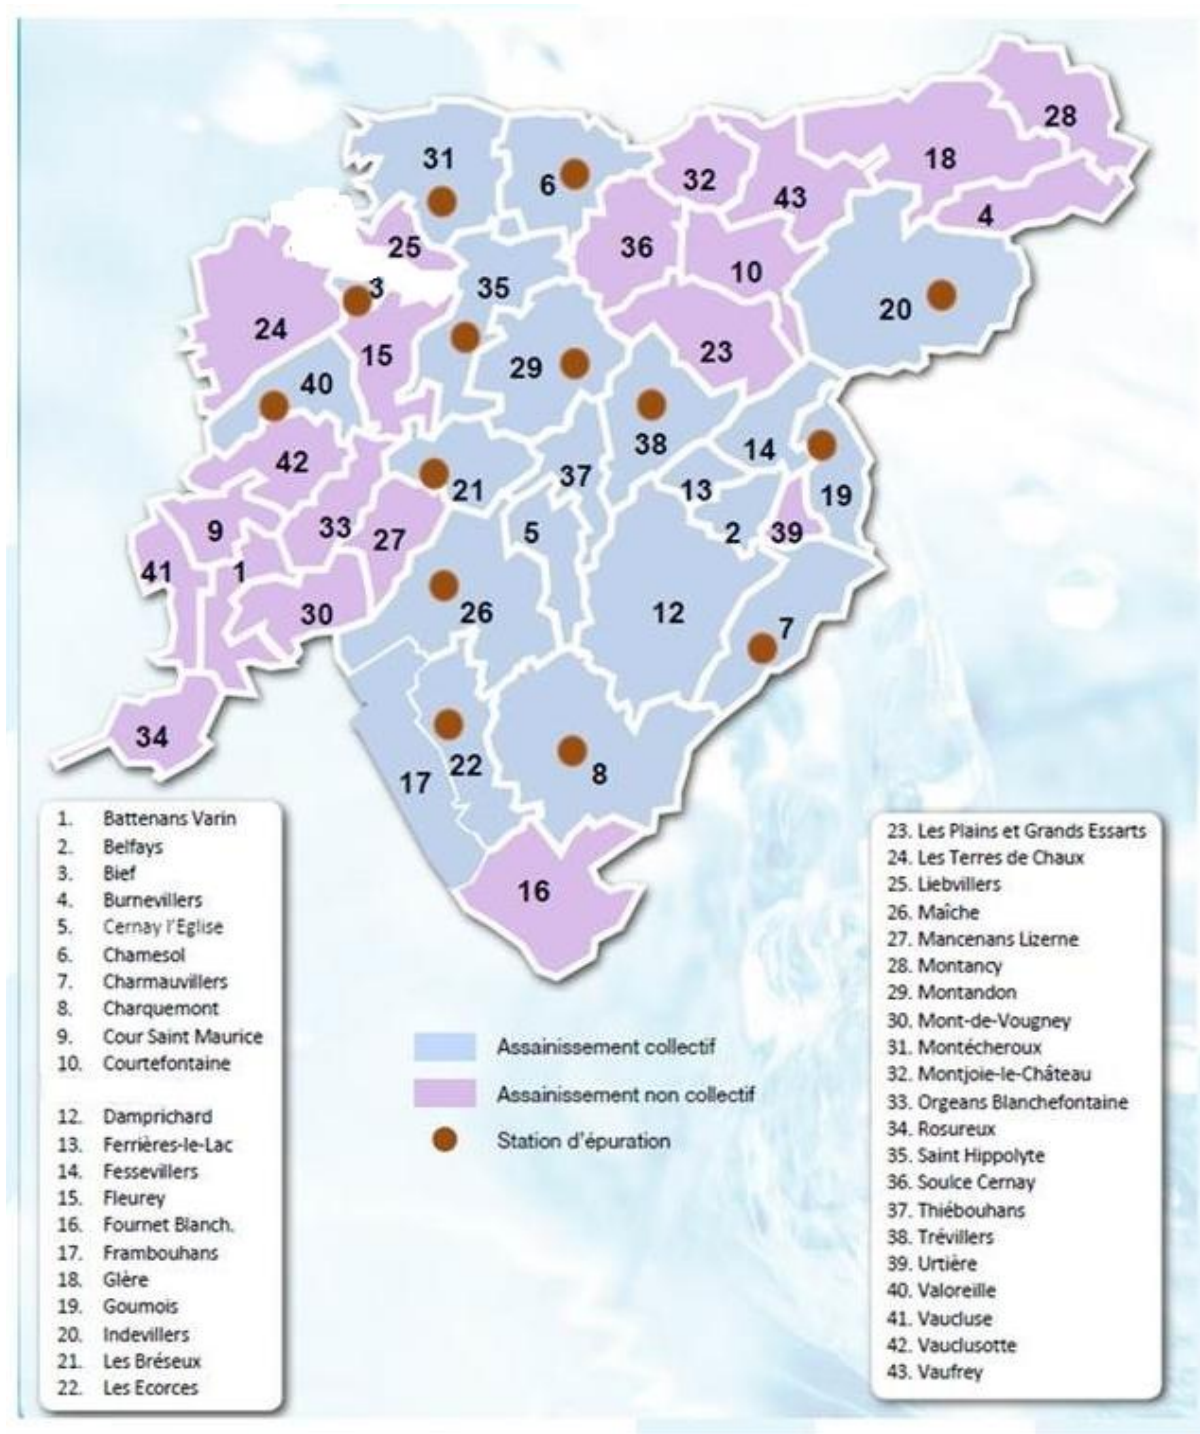 28
31
18
6
32
43
4
25
36
10
3
35
20
24
15
23
29
40
38
14
42
37
21
13
19
9
33
5
2
39
27
41
1
30
26
12
7
34
22
8
17
16
1. Battenans Varin
2. Belfays
3. Bief
4. Burnevillers
5. Cernay l'Eglise
6. Chamesol
7. Charmauvillers
8. Charquemont
9. Cour Saint Maurice
10. Courtefontaine
12. Damprichard
13. Ferrières-le-Lac
14. Fessevillers
15. Fleurey
16. Fournet Blanch.
17. Frambouhans
18. Glère
19. Goumois
20. Indevillers
21. Les Bréseux
22. Les Ecorces
Assainissement collectif
Assainissement non collectif
Station d'épuration
23. Les Plains et Grands Essarts
24. Les Terres de Chaux
25. Liebvillers
26. Maîche
27. Mancenans Lizerne
28. Montancy
29. Montandon
30. Mont-de-Vougney
31. Montécheroux
32. Montjoie-le-Château
33. Orgeans Blanchefontaine
34. Rosureux
35. Saint Hippolyte
36. Soulce Cernay
37. Thiébouhans
38. Trévillers
39. Urtière
40. Valoreille
41. Vaucluse
42. Vauclusotte
43. Vaufrey